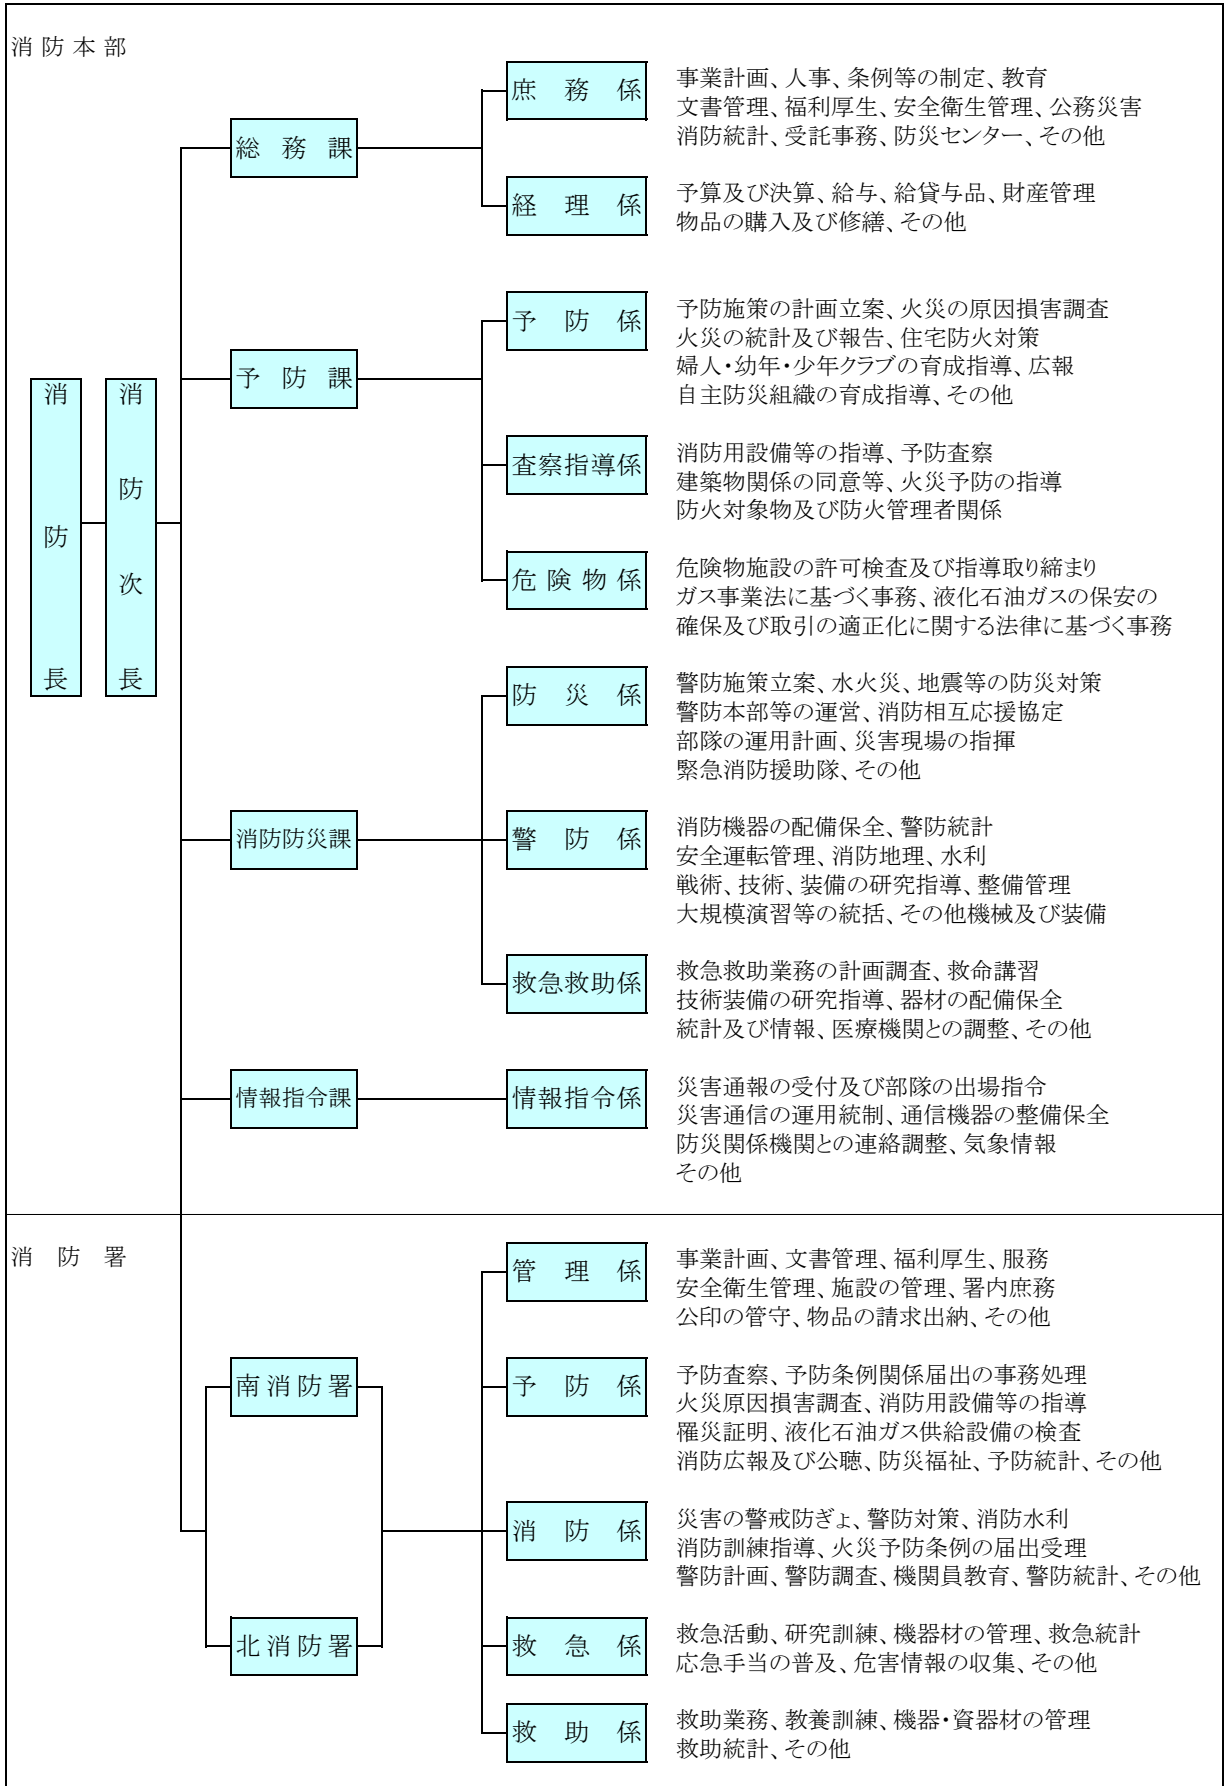 消防本部
消防長
消防次長
総務課
庶務係
事業計画、人事、条例等の制定、教育
文書管理、福利厚生、安全衛生管理、公務災害
消防統計、受託事務、防災センター、その他
経理係
予算及び決算、給与、給貸与品、財産管理
物品の購入及び修繕、その他
予防課
予防係
予防施策の計画立案、火災の原因損害調査
火災の統計及び報告、住宅防火対策
婦人・幼年・少年クラブの育成指導、広報
自主防災組織の育成指導、その他
査察指導係
消防用設備等の指導、予防査察
建築物関係の同意等、火災予防の指導
防火対象物及び防火管理者関係
危険物係
危険物施設の許可検査及び指導取り締まり
ガス事業法に基づく事務、液化石油ガスの保安の
確保及び取引の適正化に関する法律に基づく事務
消防防災課
防災係
警防施策立案、水火災、地震等の防災対策
警防本部等の運営、消防相互応援協定
部隊の運用計画、災害現場の指揮
緊急消防援助隊、その他
警防係
消防機器の配備保全、警防統計
安全運転管理、消防地理、水利
戦術、技術、装備の研究指導、整備管理
大規模演習等の統括、その他機械及び装備
救急救助係
救急救助業務の計画調査、救命講習
技術装備の研究指導、器材の配備保全
統計及び情報、医療機関との調整、その他
情報指令課
情報指令係
災害通報の受付及び部隊の出場指令
災害通信の運用統制、通信機器の整備保全
防災関係機関との連絡調整、気象情報
その他
消防署
南消防署
北消防署
管理係
事業計画、文書管理、福利厚生、服務
安全衛生管理、施設の管理、署内庶務
公印の管守、物品の請求出納、その他
予防係
予防査察、予防条例関係届出の事務処理
火災原因損害調査、消防用設備等の指導
罹災証明、液化石油ガス供給設備の検査
消防広報及び公聴、防災福祉、予防統計、その他
消防係
災害の警戒防ぎょ、警防対策、消防水利
消防訓練指導、火災予防条例の届出受理
警防計画、警防調査、機関員教育、警防統計、その他
救急係
救急活動、研究訓練、機器材の管理、救急統計
応急手当の普及、危害情報の収集、その他
救助係
救助業務、教養訓練、機器・資器材の管理
救助統計、その他